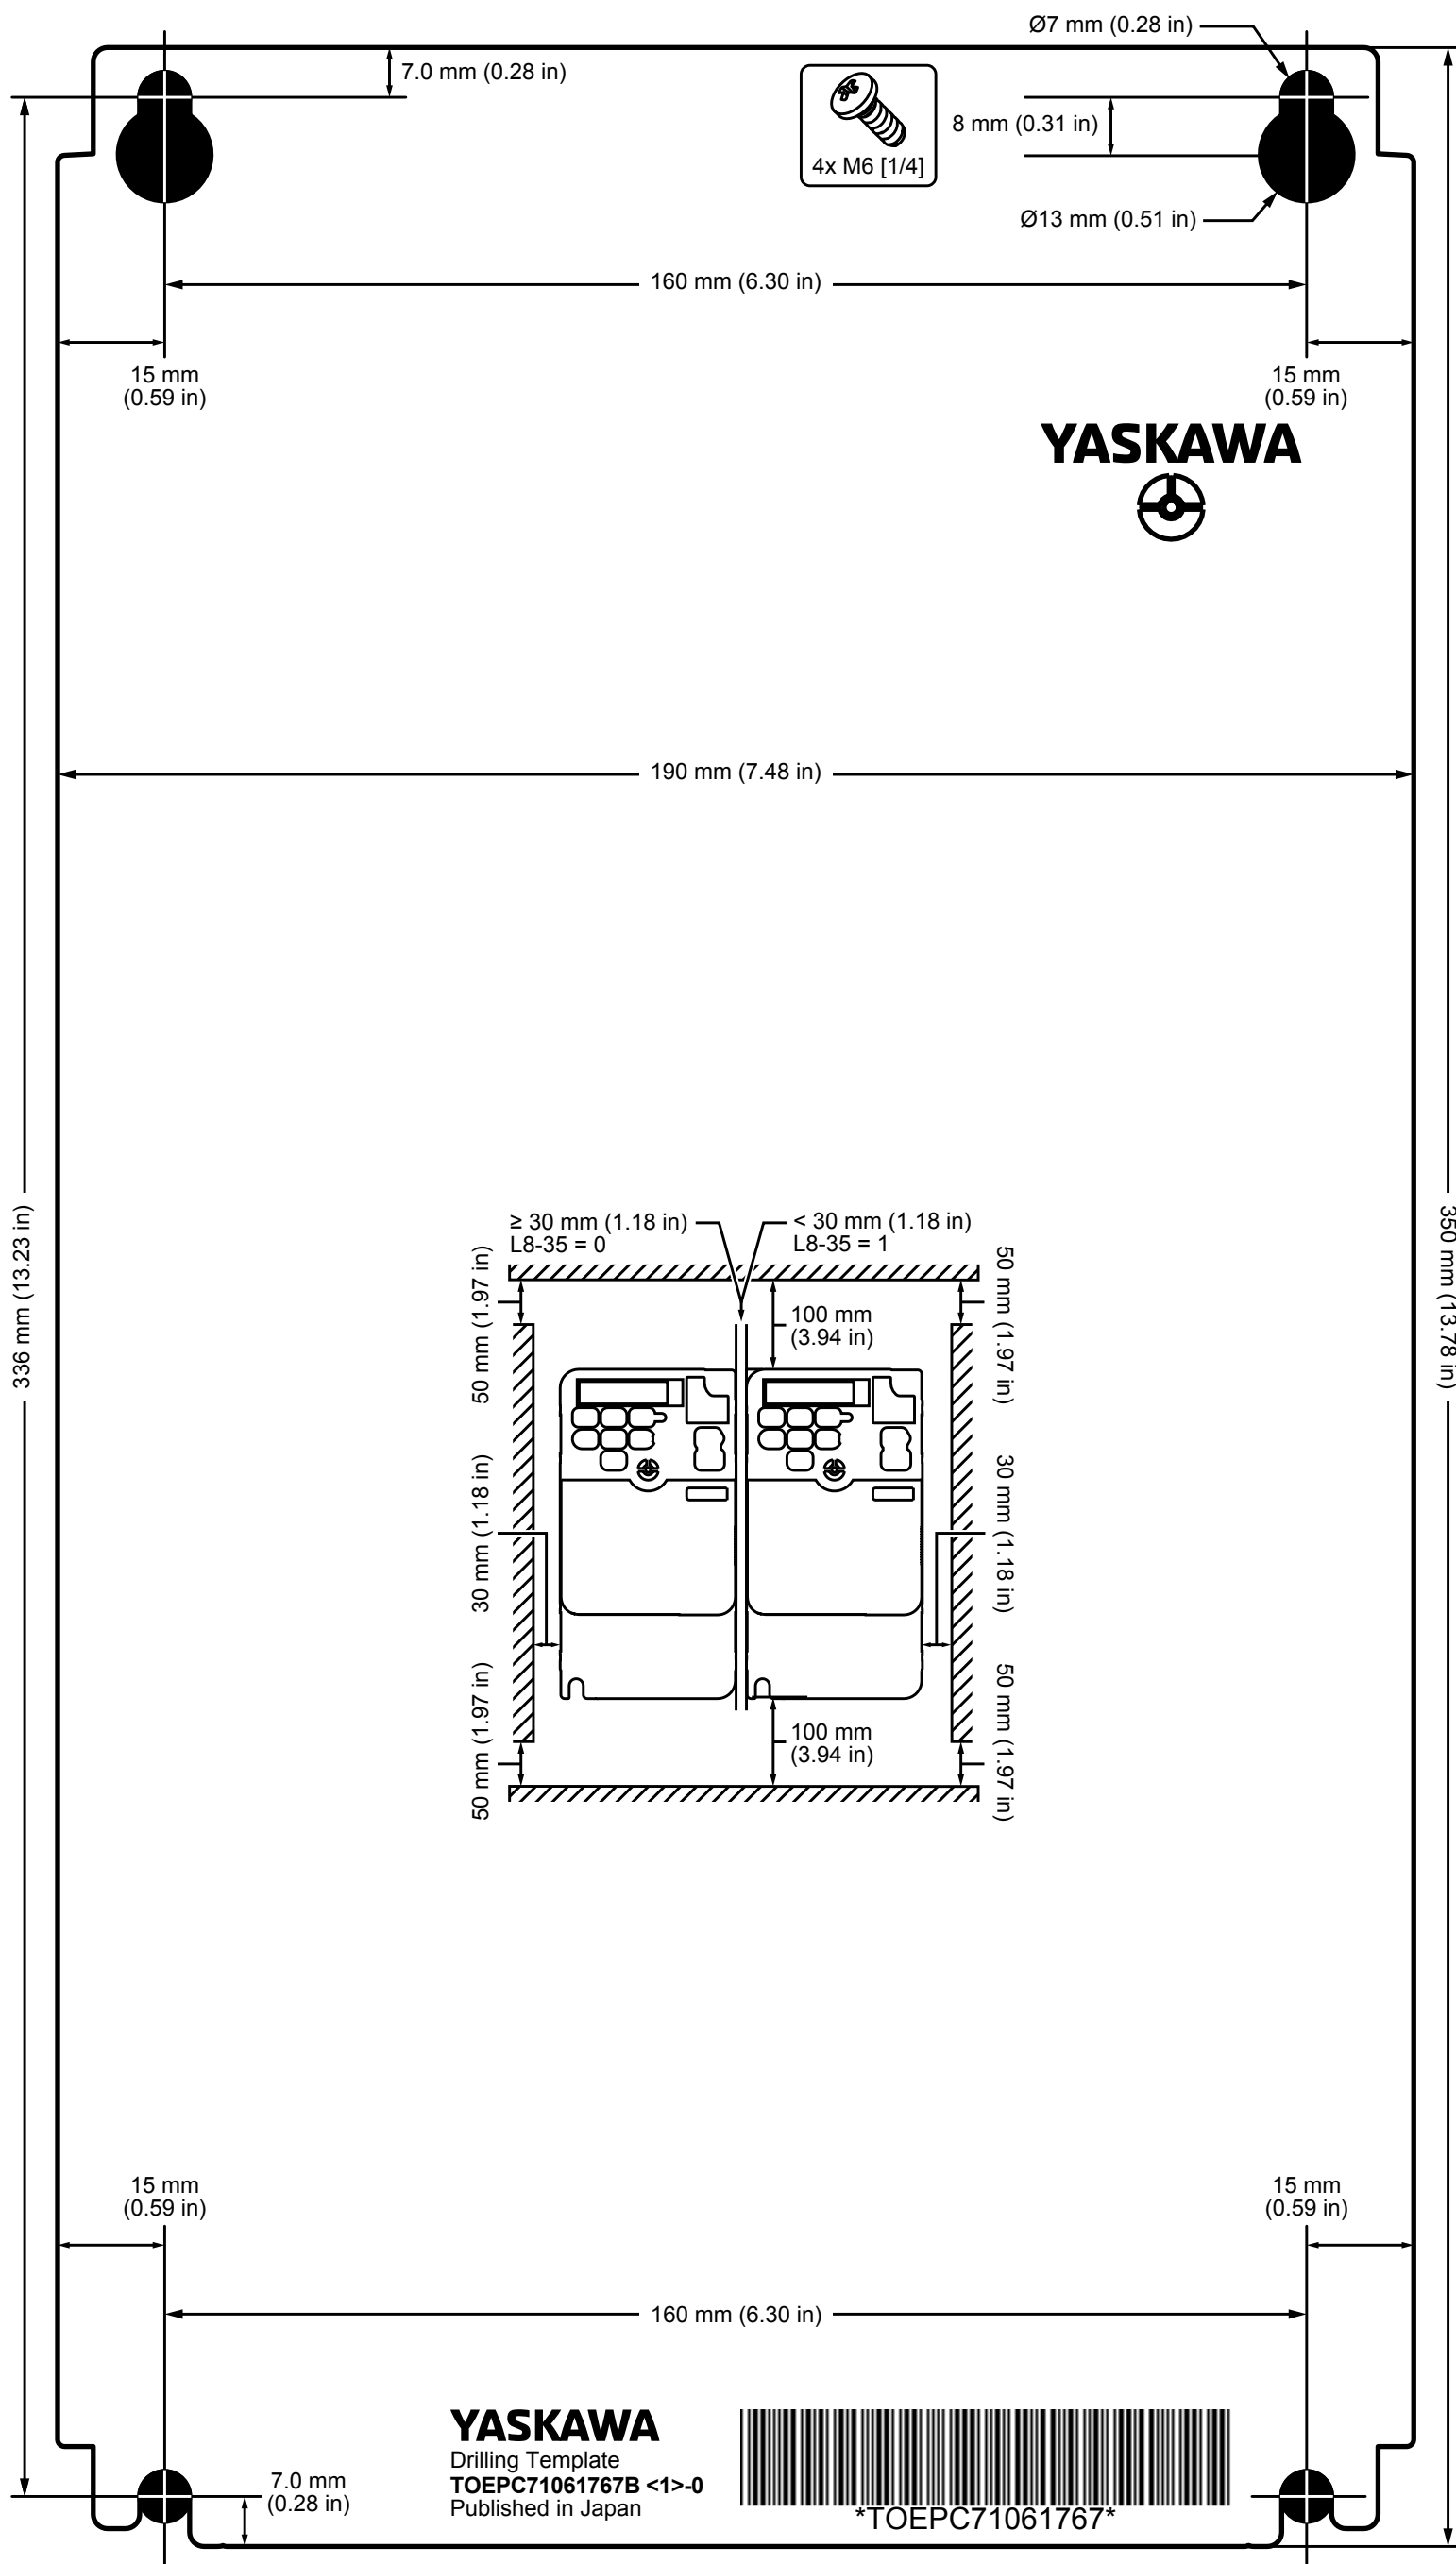 Ø7 mm (0.28 in)
7.0 mm (0.28 in)
8 mm (0.31 in)
4x M6 [1/4]
Ø13 mm (0.51 in)
160 mm (6.30 in)
15 mm
(0.59 in)
15 mm
(0.59 in)
YASKAWA
190 mm (7.48 in)
336 mm (13.23 in)
350 mm (13.78 in)
≥ 30 mm (1.18 in)
L8-35 = 0
< 30 mm (1.18 in)
L8-35 = 1
50 mm (1.97 in)
100 mm
(3.94 in)
50 mm (1.97 in)
30 mm (1.18 in)
30 mm (1.18 in)
50 mm (1.97 in)
100 mm
(3.94 in)
50 mm (1.97 in)
15 mm
(0.59 in)
15 mm
(0.59 in)
160 mm (6.30 in)
7.0 mm
(0.28 in)
YASKAWA
Drilling Template
TOEPC71061767B <1>-0
Published in Japan
*TOEPC71061767*